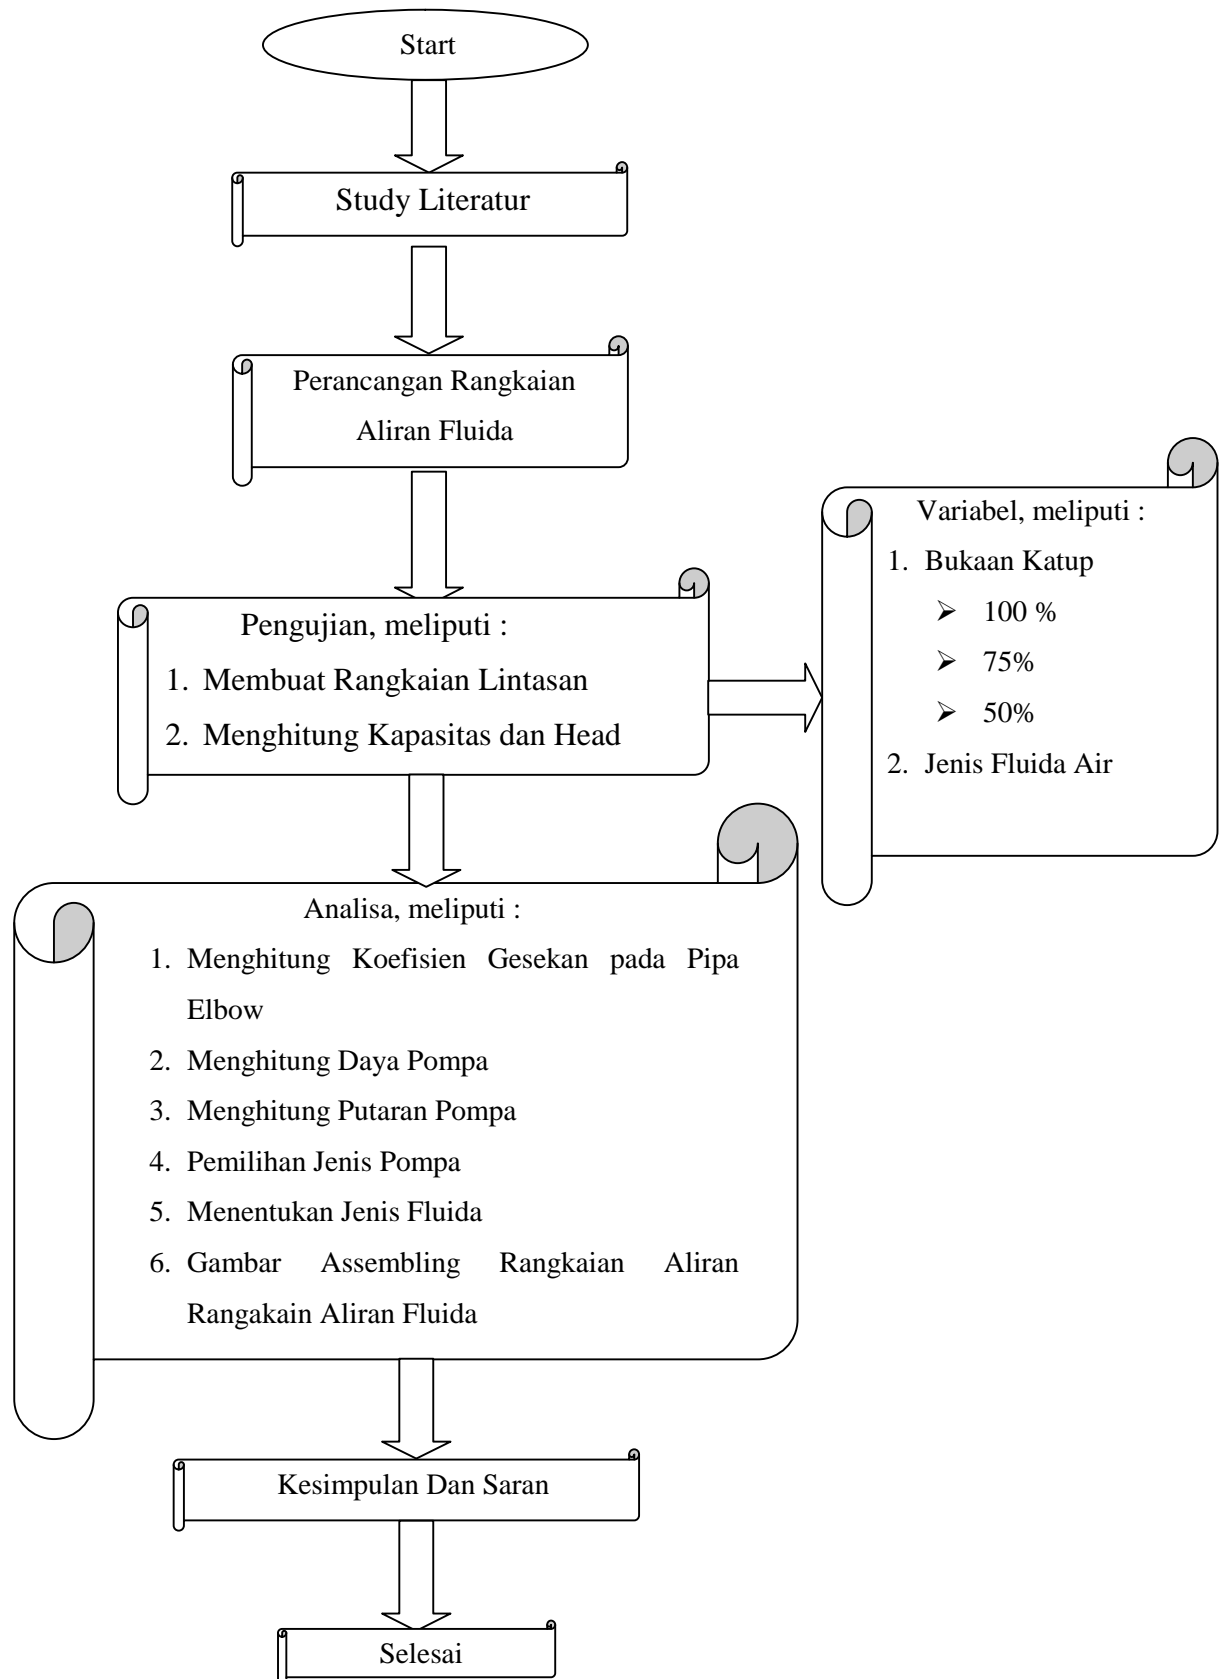 Start
Study Literatur
Perancangan Rangkaian
Aliran Fluida
Pengujian, meliputi :
1. Membuat Rangkaian Lintasan
2. Menghitung Kapasitas dan Head
Variabel, meliputi :
1. Bukaan Katup
➢ 100 %
➢ 75%
➢ 50%
2. Jenis Fluida Air
Analisa, meliputi :
1. Menghitung Koefisien Gesekan pada Pipa
Elbow
2. Menghitung Daya Pompa
3. Menghitung Putaran Pompa
4. Pemilihan Jenis Pompa
5. Menentukan Jenis Fluida
6. Gambar Assembling Rangkaian Aliran
Rangakain Aliran Fluida
Kesimpulan Dan Saran
Selesai